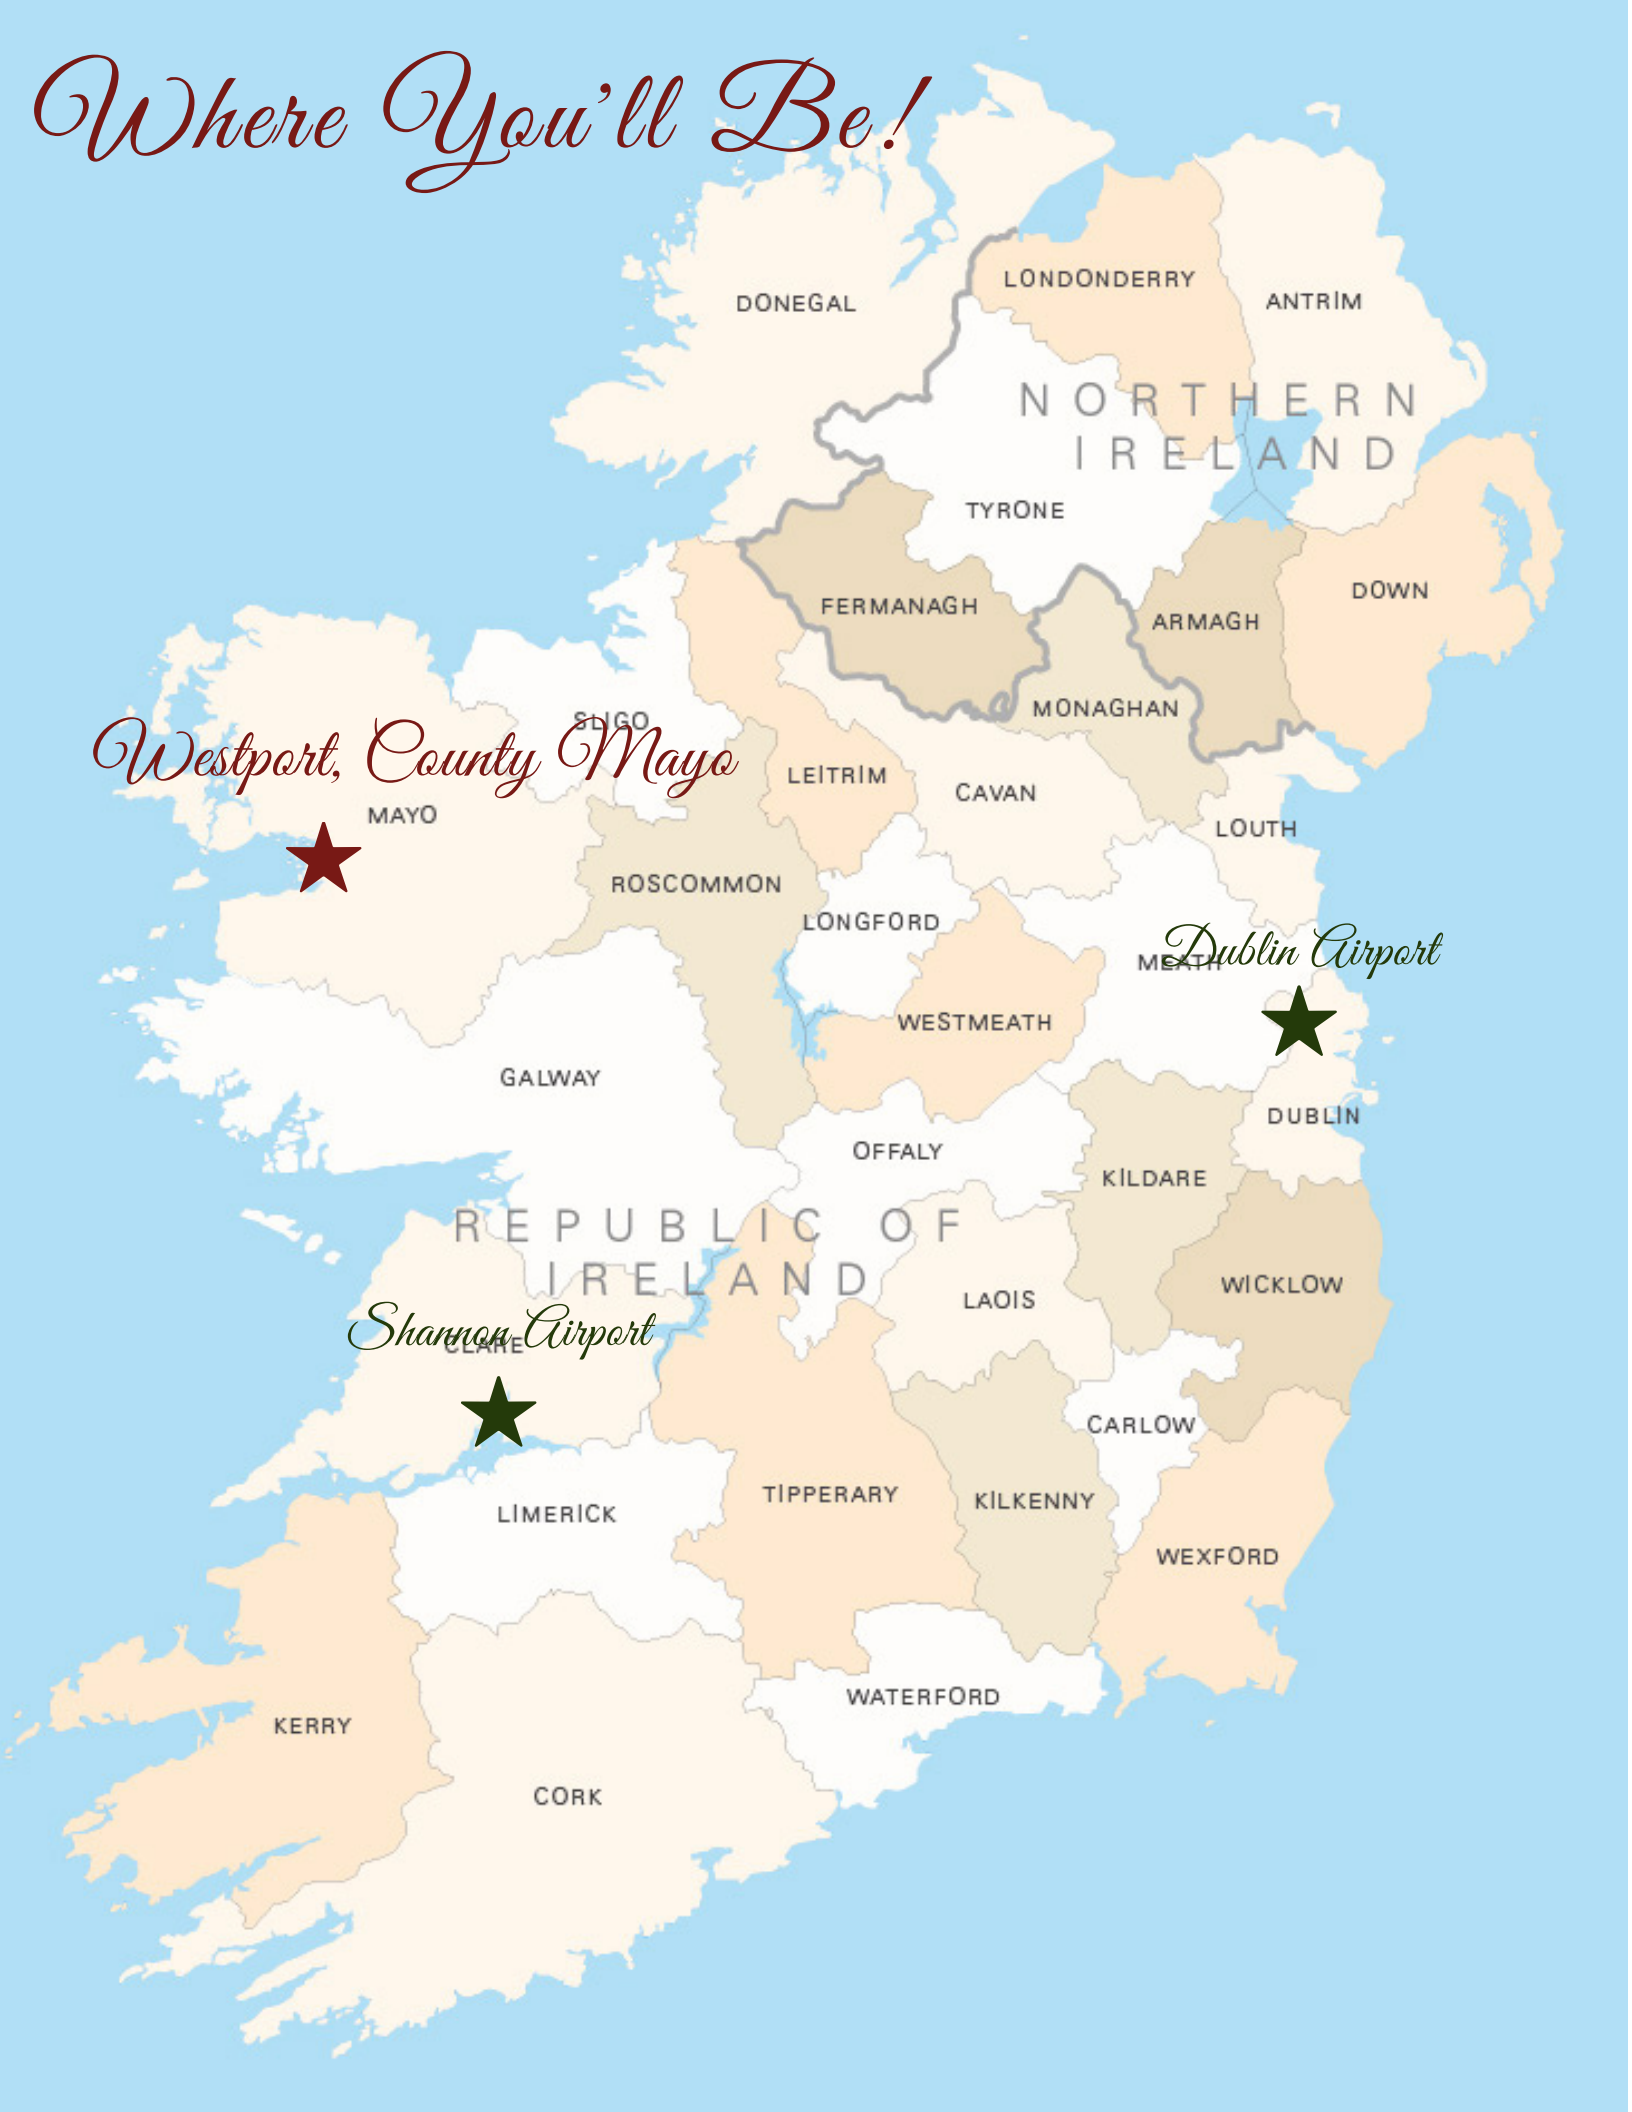 Where You'll Be!
LONDONDERRY
DONEGAL
ANTRIM
NORTHERN
IRELAND
TYRONE
DOWN
FERMANAGH
ARMAGH
MONAGHAN
SLIGO
Westport, County Mayo
LEITRIM
CAVAN
MAYO
LOUTH
ROSCOMMON
LONGFORD
Dublin Airport
MEATH
WESTMEATH
GALWAY
DUBLIN
OFFALY
KILDARE
REPUBLIC OF
IRELAND
WICKLOW
LAOIS
Shannon Airport
CLARE
CARLOW
TIPPERARY
KILKENNY
LIMERICK
WEXFORD
WATERFORD
KERRY
CORK